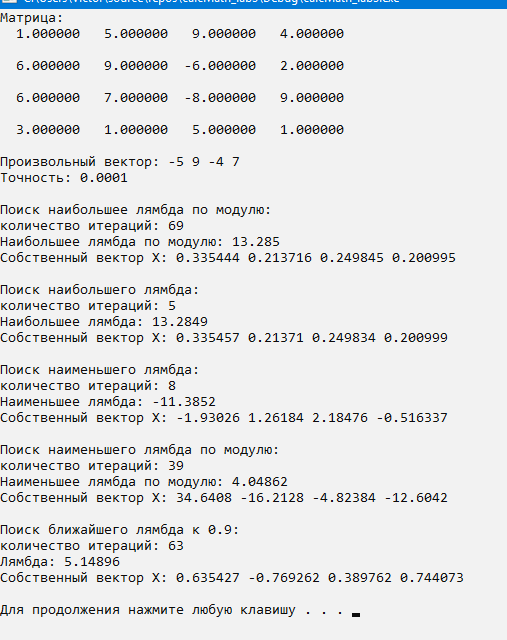 Матрица:
1.000000 5.000000 9.000000 4.000000
6.000000 9.000000 -6.000000 2.000000
6.000000 7.000000 -8.000000 9.000000
3.000000 1.000000 5.000000 1.000000
Произвольный вектор: -5 9 -4 7
Точность: 0.0001
Поиск наибольшее лямбда по модулю:
количество итераций: 69
Наибольшее лямбда по модулю: 13.285
Собственный вектор X: 0.335444 0.213716 0.249845 0.200995
Поиск наибольшего лямбда:
количество итераций: 5
Наибольшее лямбда: 13.2849
Собственный вектор X: 0.335457 0.21371 0.249834 0.200999
Поиск наименьшего лямбда:
количество итераций: 8
Наименьшее лямбда: -11.3852
Собственный вектор X: -1.93026 1.26184 2.18476 -0.516337
Поиск наименьшего лямбда по модулю:
количество итераций: 39
Наименьшее лямбда по модулю: 4.04862
Собственный вектор X: 34.6408 -16.2128 -4.82384 -12.6042
Поиск ближайшего лямбда к 0.9:
количество итераций: 63
Лямбда: 5.14896
Собственный вектор X: 0.635427 -0.769262 0.389762 0.744073
Для продолжения нажмите любую клавишу . . .